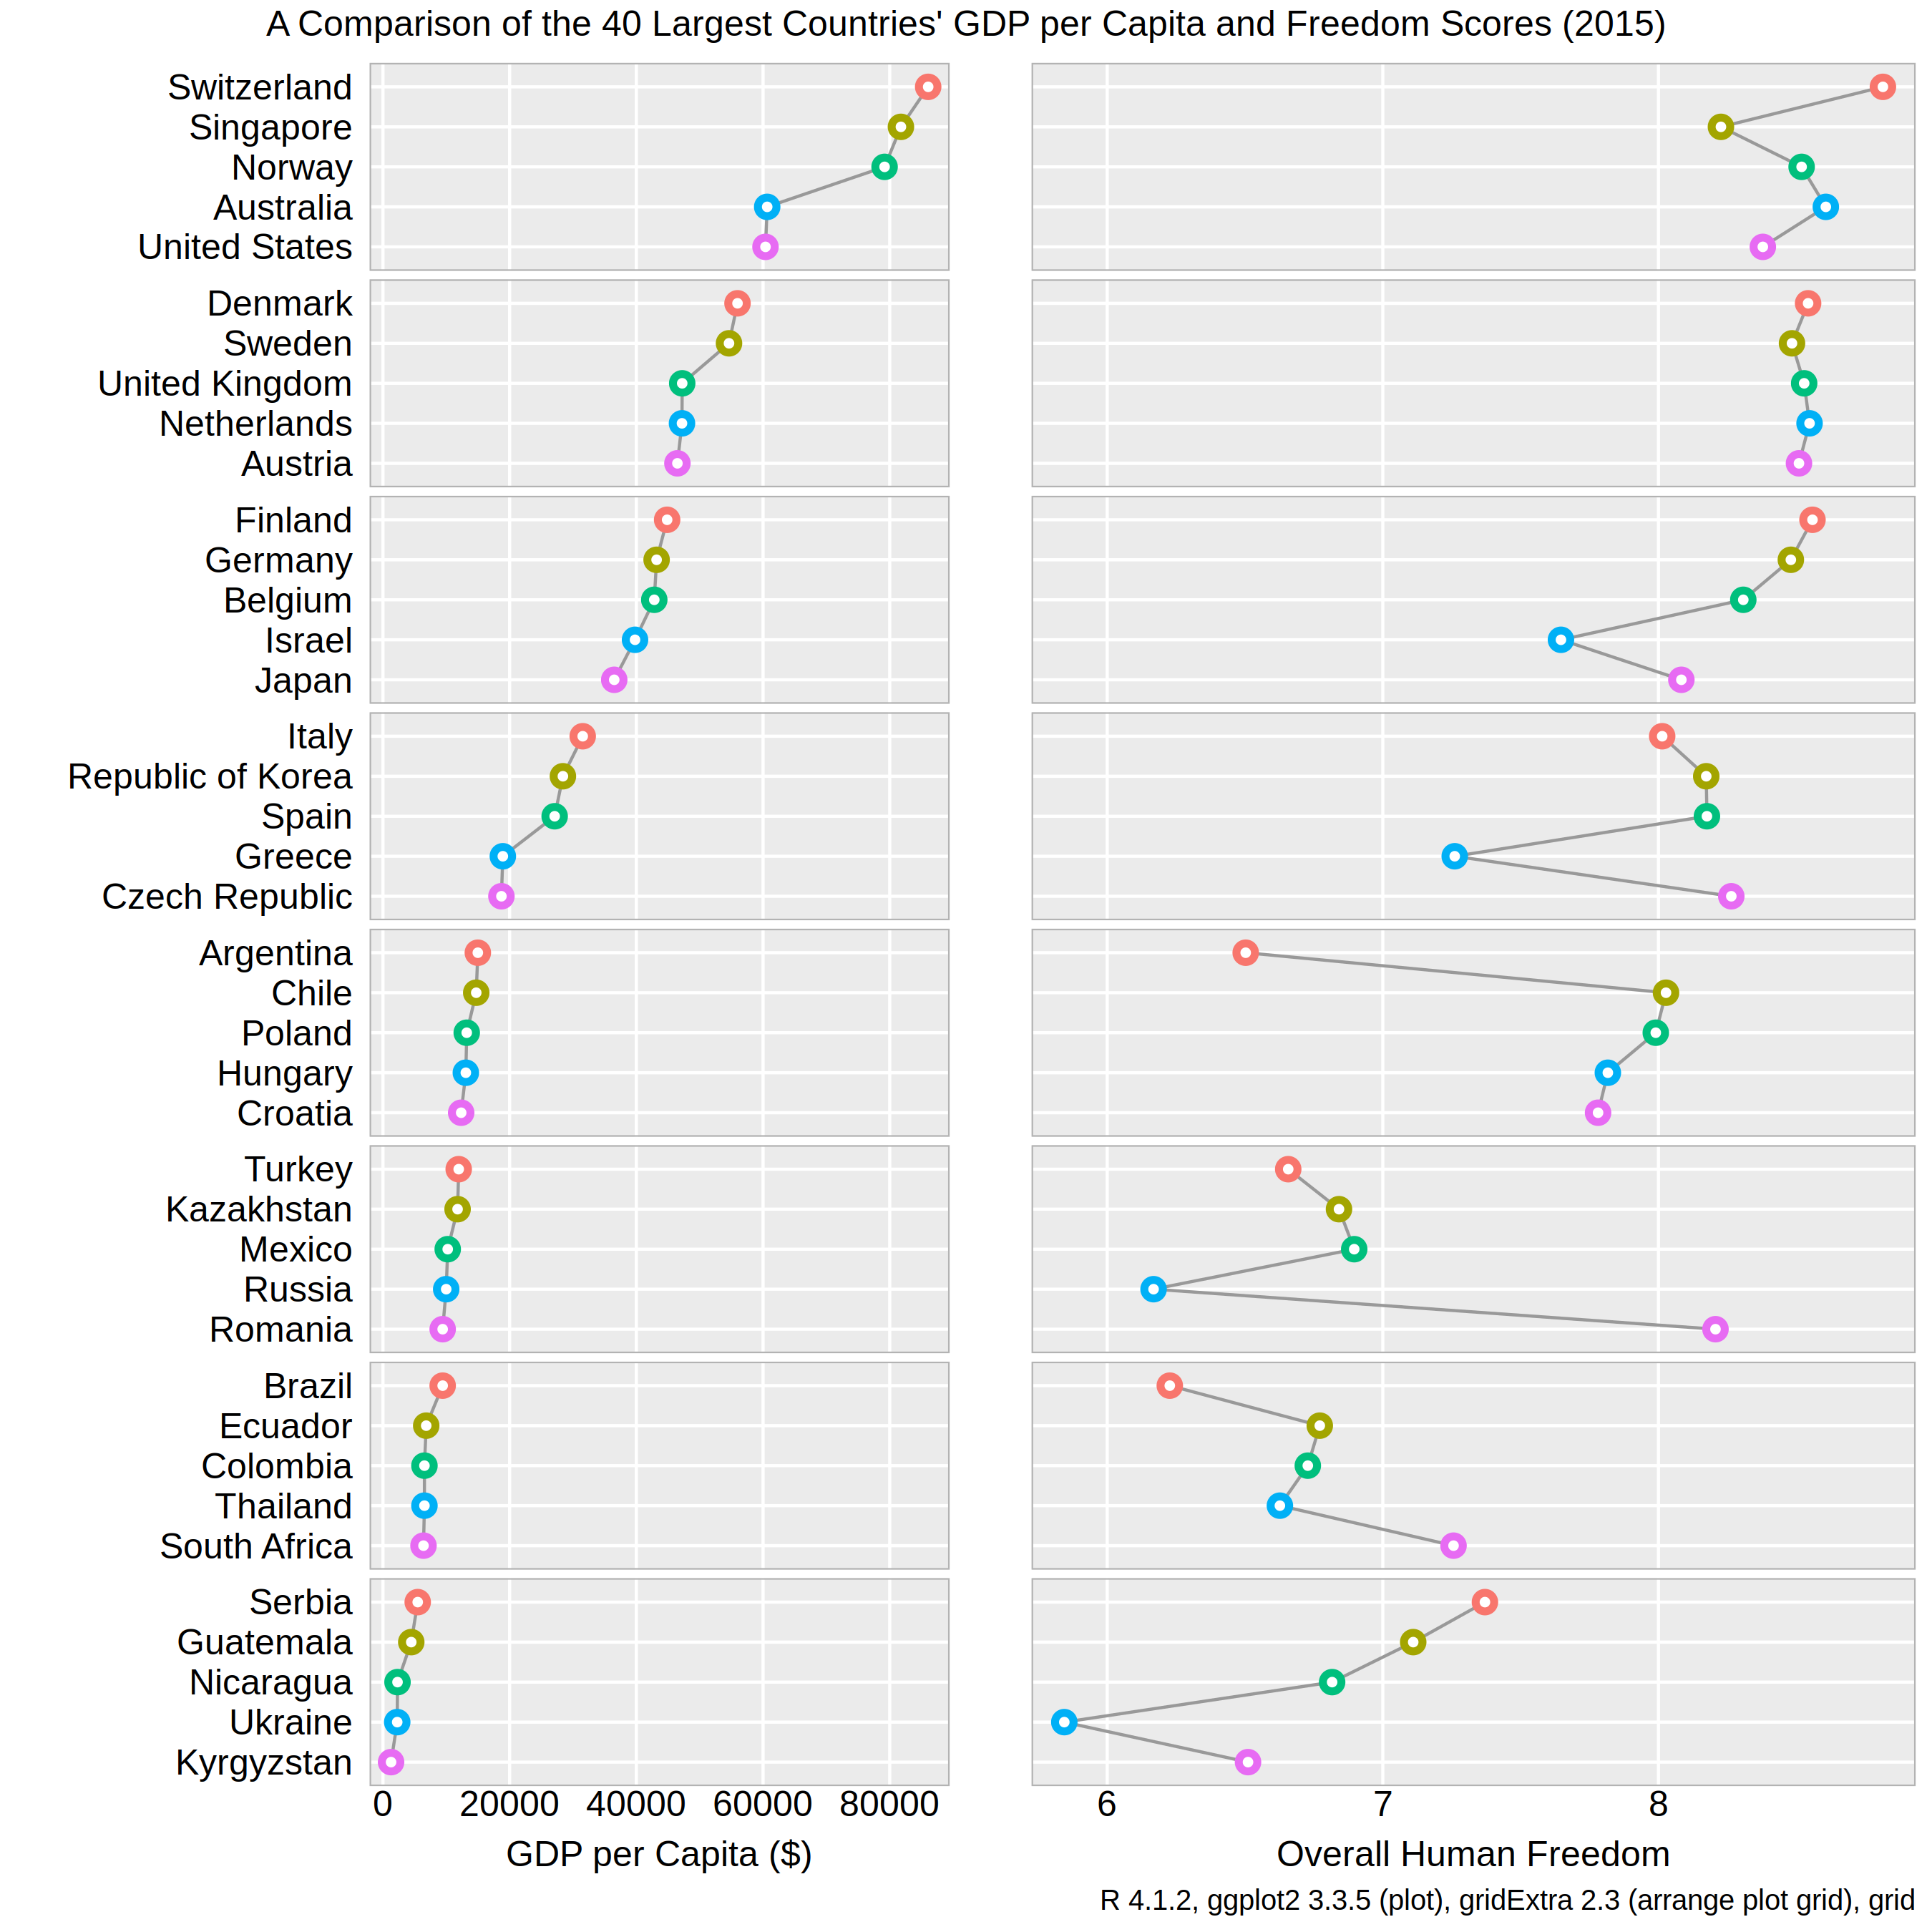 A Comparison of the 40 Largest Countries' GDP per Capita and Freedom Scores (2015)
Switzerland
Singapore
Norway
Australia
United States
Denmark
Sweden
United Kingdom
Netherlands
Austria
Finland
Germany
Belgium
Israel
Japan
Italy
Republic of Korea
Spain
Greece
Czech Republic
Argentina
Chile
Poland
Hungary
Croatia
Turkey
Kazakhstan
Mexico
Russia
Romania
Brazil
Ecuador
Colombia
Thailand
South Africa
Serbia
Guatemala
Nicaragua
Ukraine
Kyrgyzstan
0 20000 40000 60000 80000
GDP per Capita ($)
6 7 8
Overall Human Freedom
R 4.1.2, ggplot2 3.3.5 (plot), gridExtra 2.3 (arrange plot grid), grid